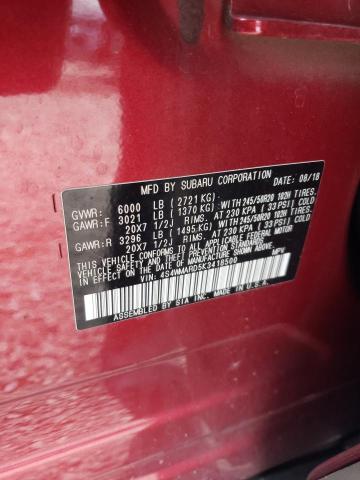 MFD BY SUBARU CORPORATION DATE: 08/18
GVWR: 6000 LB (2721 KG)
GAWR:F 3021 LB (1370 KG) WITH 245/50R20 102H TIRES.
20X7 1/2J RIMS. AT 230 KPA (33 PSI) COLD
GAWR:R 3296 LB (1495 KG) WITH 245/50R20 102H TIRES.
20X7 1/2J RIMS. AT 230 KPA (33 PSI) COLD
THIS VEHICLE CONFORMS TO ALL APPLICABLE FEDERAL MOTOR
VEHICLE SAFETY STANDARDS IN EFFECT ON THE DATE OF
MANUFACTURE SHOWN ABOVE.
VIN: 4S4WMARD5K3418500 MPV
ASSEMBLED BY SIA INC. MADE IN U.S.A.